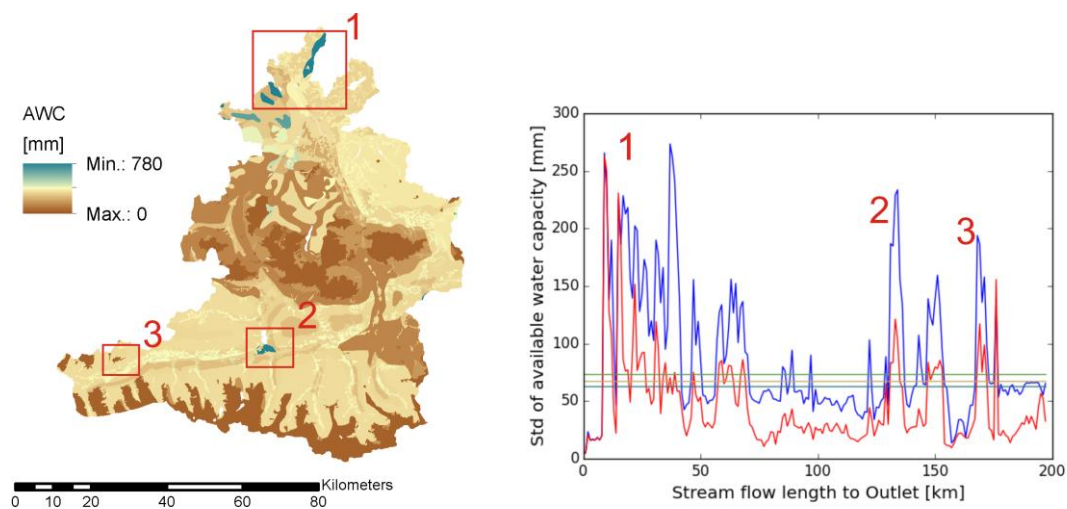 1
AWC
[mm]
Min.: 780
Max.: 0
3
2
Kilometers
0 10 20 40 60 80
Std of available water capacity [mm]
300
250
200
150
100
50
0
1
2
3
0 50 100 150 200
Stream flow length to Outlet [km]